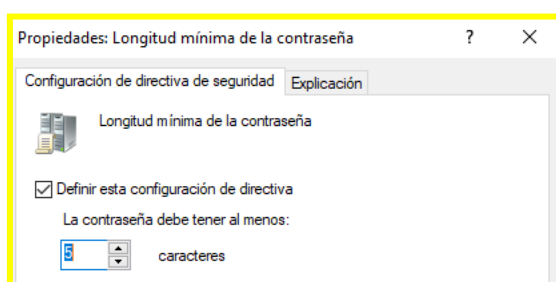 Propiedades: Longitud mínima de la contraseña ? ×
Configuración de directiva de seguridad Explicación
Longitud mínima de la contraseña
Definir esta configuración de directiva
La contraseña debe tener al menos:
5 caracteres